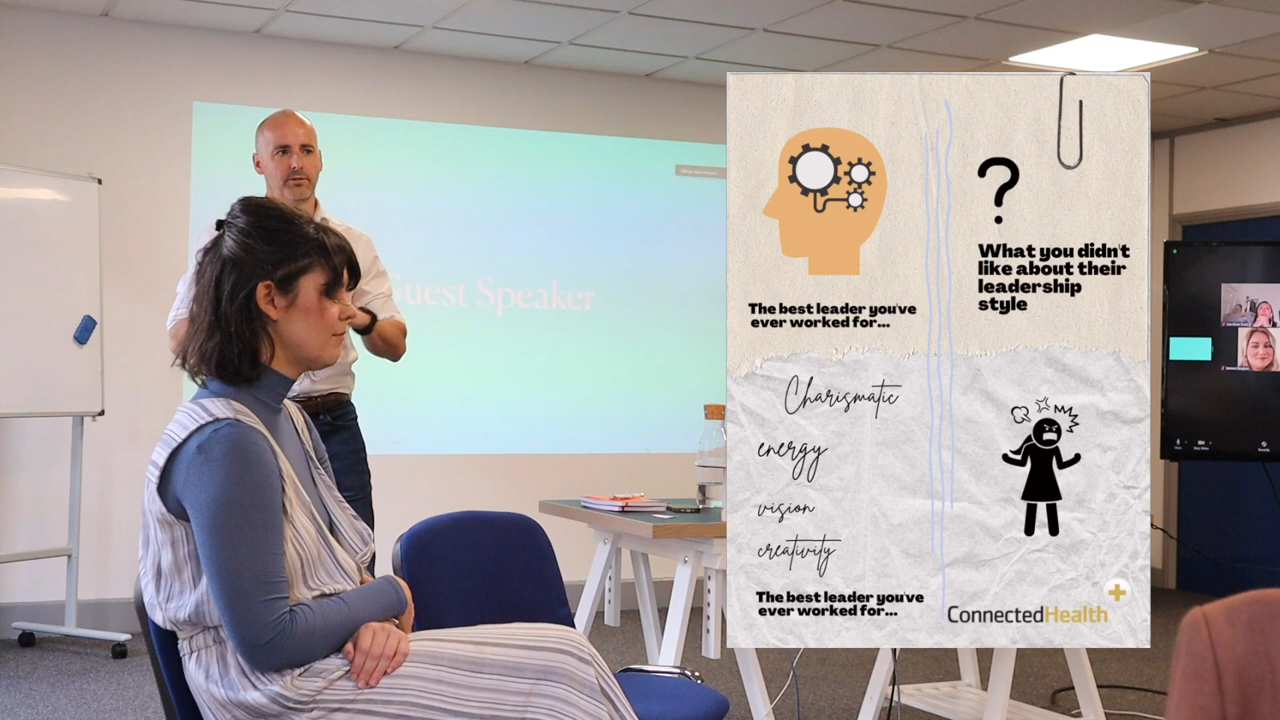 Guest Speaker
The best leader you've
ever worked for...
?
What you didn't
like about their
leadership
style
Charismatic
energy
vision
creativity
The best leader you've
ever worked for...
ConnectedHealth